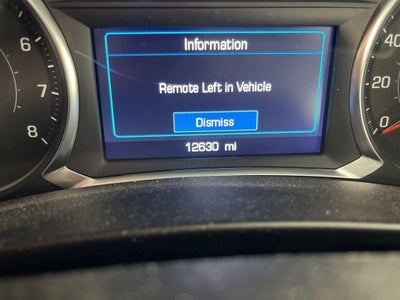 Information
6
Remote Left in Vehicle
7
Dismiss
8
12630 mi
40
20
0